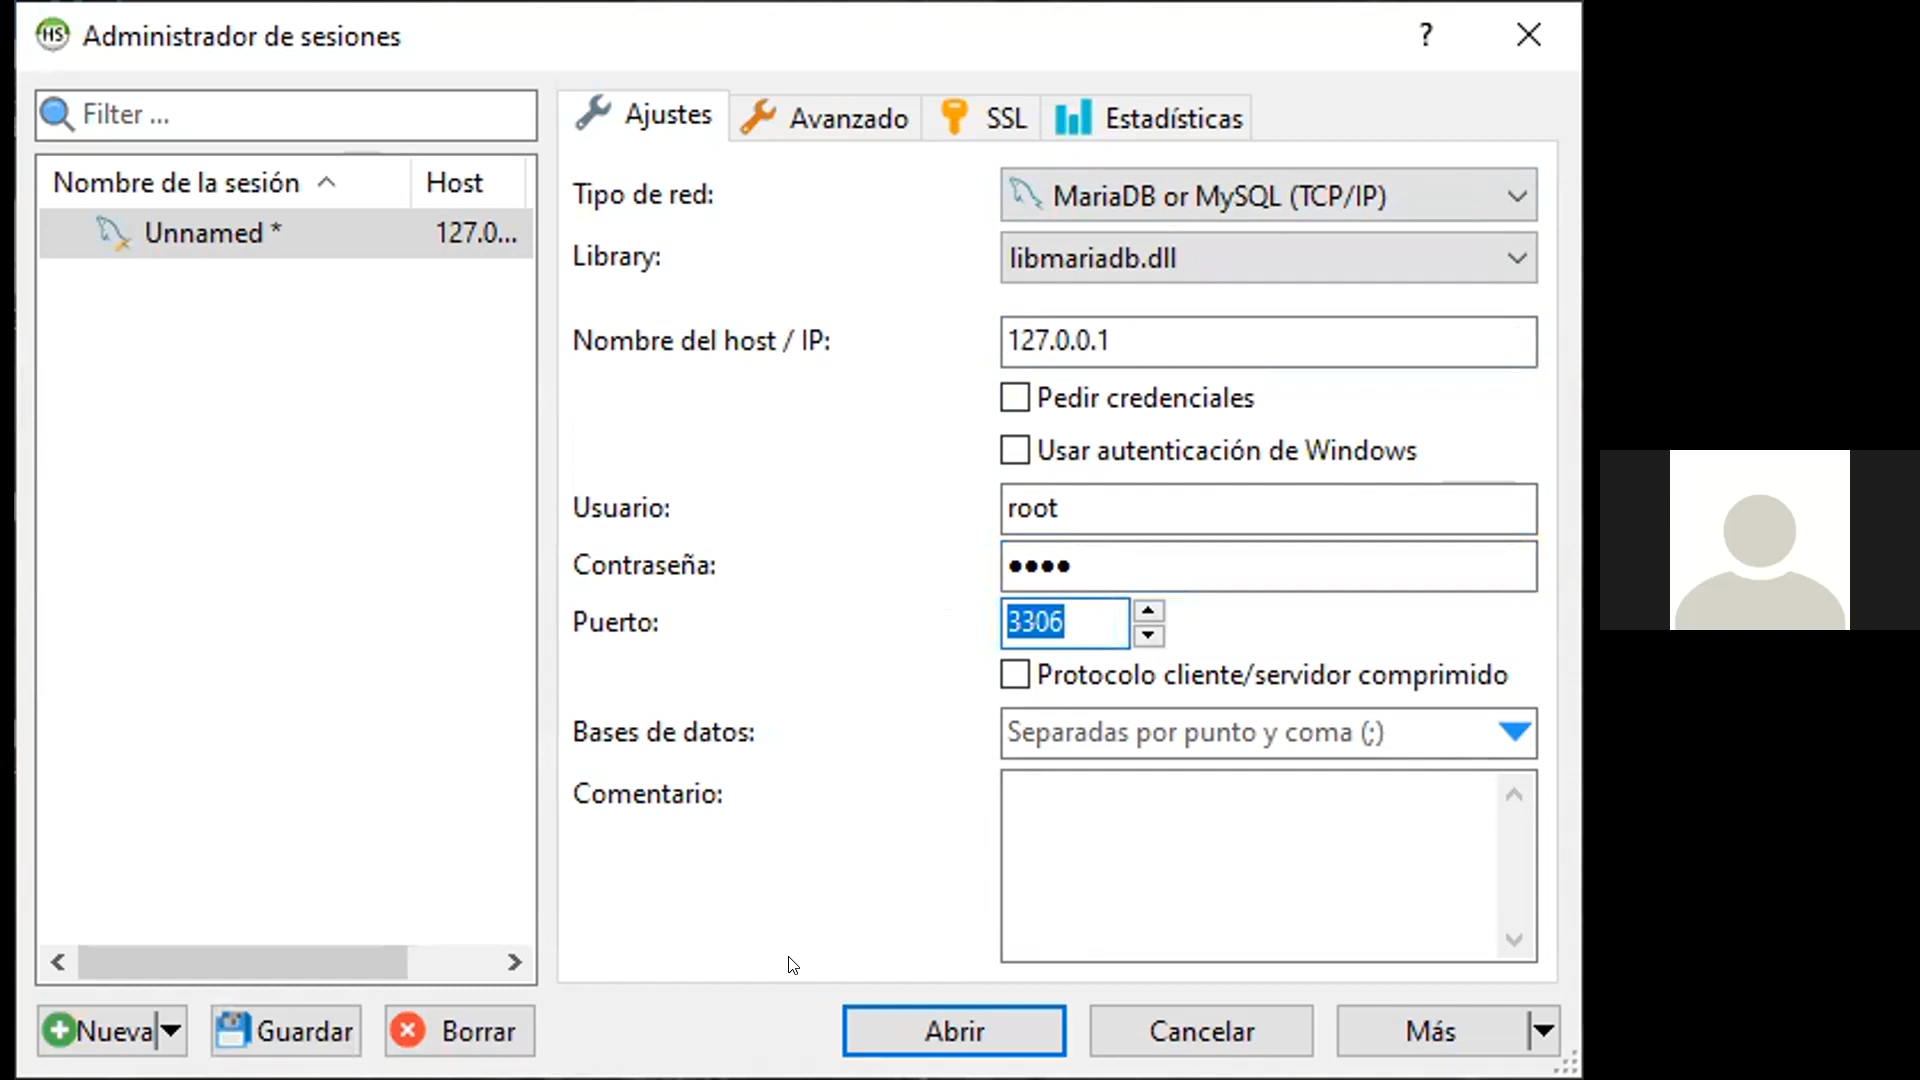 HS Administrador de sesiones ?
Filter ...
Ajustes
Avanzado
SSL
Estadísticas
Nombre de la sesión
Host
Unnamed *
127.0...
Tipo de red:
MariaDB or MySQL (TCP/IP)
Library:
libmariadb.dll
Nombre del host / IP:
127.0.0.1
Pedir credenciales
Usar autenticación de Windows
Usuario:
root
Contraseña:
●●●●
Puerto:
3306
Protocolo cliente/servidor comprimido
Bases de datos:
Separadas por punto y coma (;)
Comentario:
Nueva
Guardar
Borrar
Abrir
Cancelar
Más